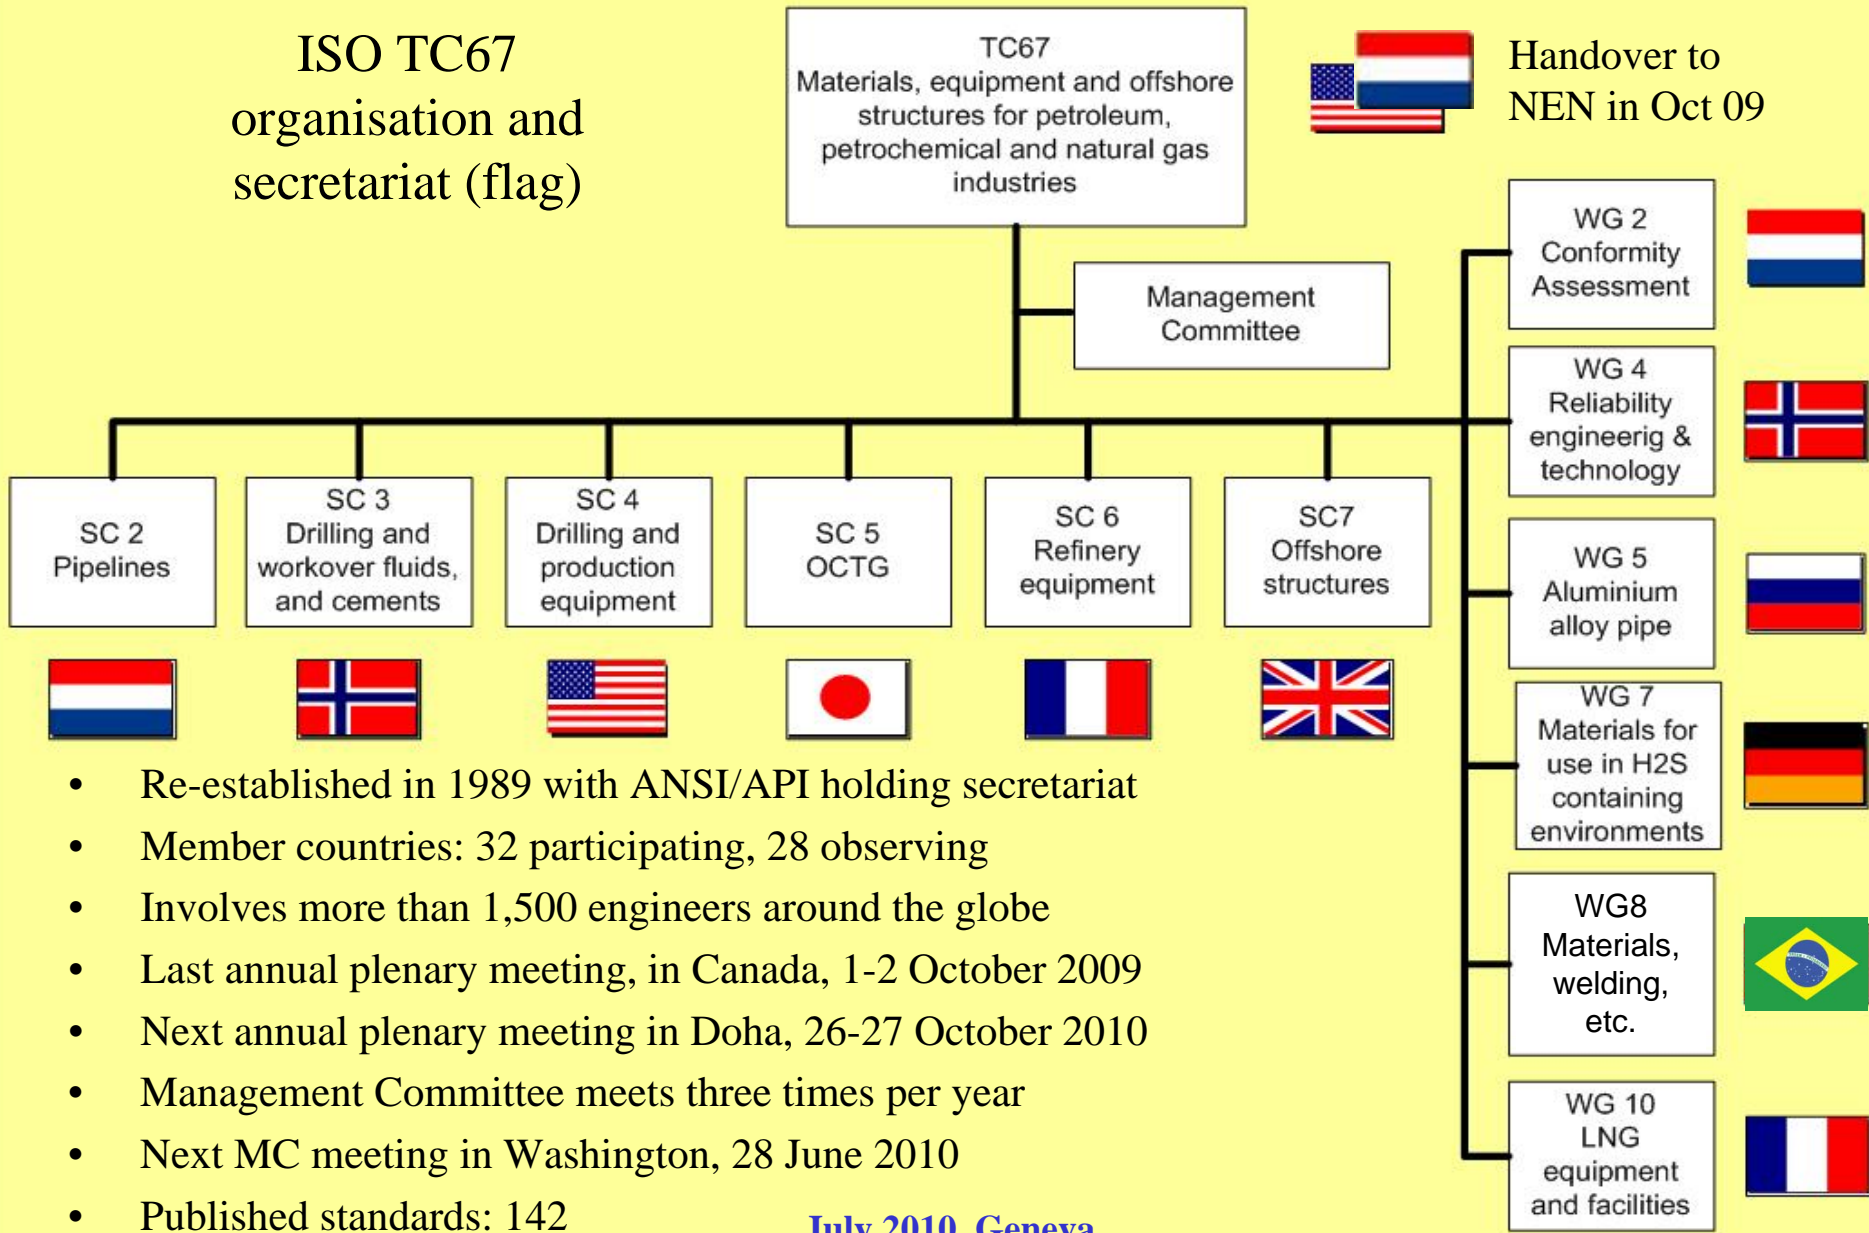 ISO TC67
organisation and
secretariat (flag)
TC67
Materials, equipment and offshore
structures for petroleum,
petrochemical and natural gas
industries
Handover to
NEN in Oct 09
Management
Committee
WG 2
Conformity
Assessment
WG 4
Reliability
engineerig &
technology
WG 5
Aluminium
alloy pipe
WG 7
Materials for
use in H2S
containing
environments
WG8
Materials,
welding,
etc.
WG 10
LNG
equipment
and facilities
SC 2
Pipelines
SC 3
Drilling and
workover fluids,
and cements
SC 4
Drilling and
production
equipment
SC 5
OCTG
SC 6
Refinery
equipment
SC7
Offshore
structures
• Re-established in 1989 with ANSI/API holding secretariat
• Member countries: 32 participating, 28 observing
• Involves more than 1,500 engineers around the globe
• Last annual plenary meeting, in Canada, 1-2 October 2009
• Next annual plenary meeting in Doha, 26-27 October 2010
• Management Committee meets three times per year
• Next MC meeting in Washington, 28 June 2010
• Published standards: 142
July 2010, Geneva